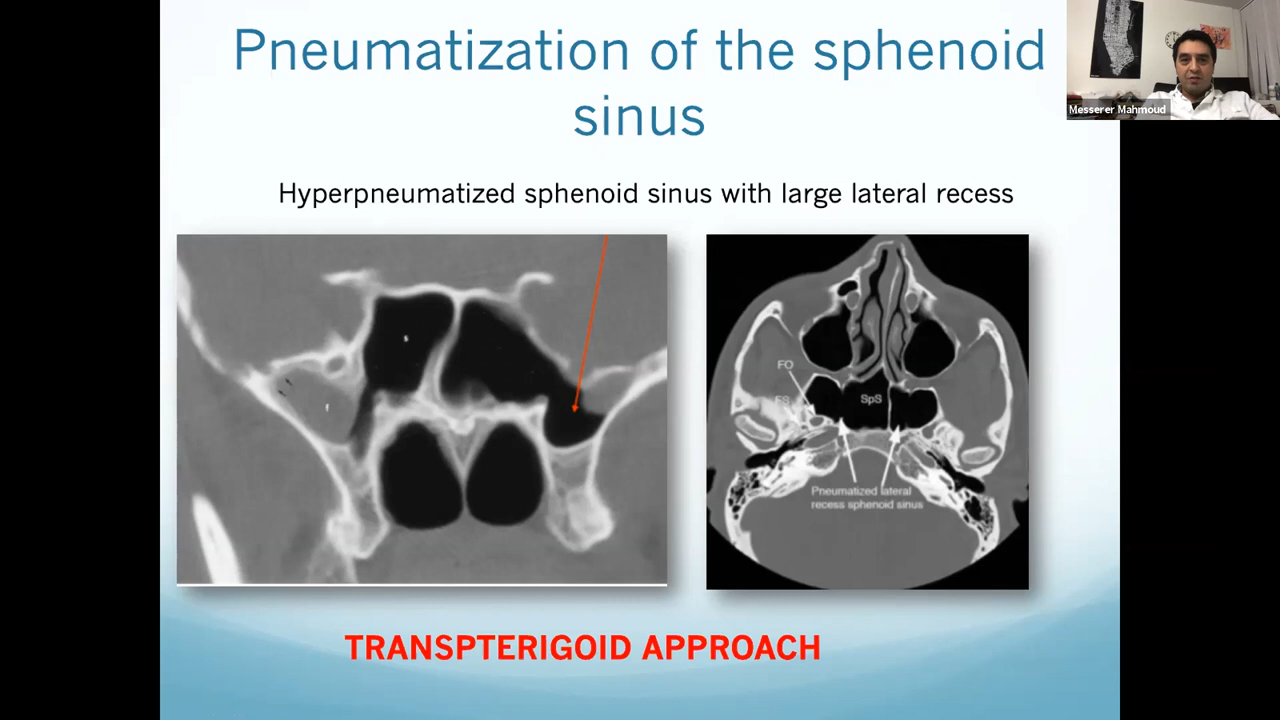 Pneumatization of the sphenoid
sinus
Messerer Mahmoud
Hyperpneumatized sphenoid sinus with large lateral recess
s
f
FO
FS
SpS
Pneumatized lateral
recess sphenoid sinus
TRANSPTERIGOID APPROACH